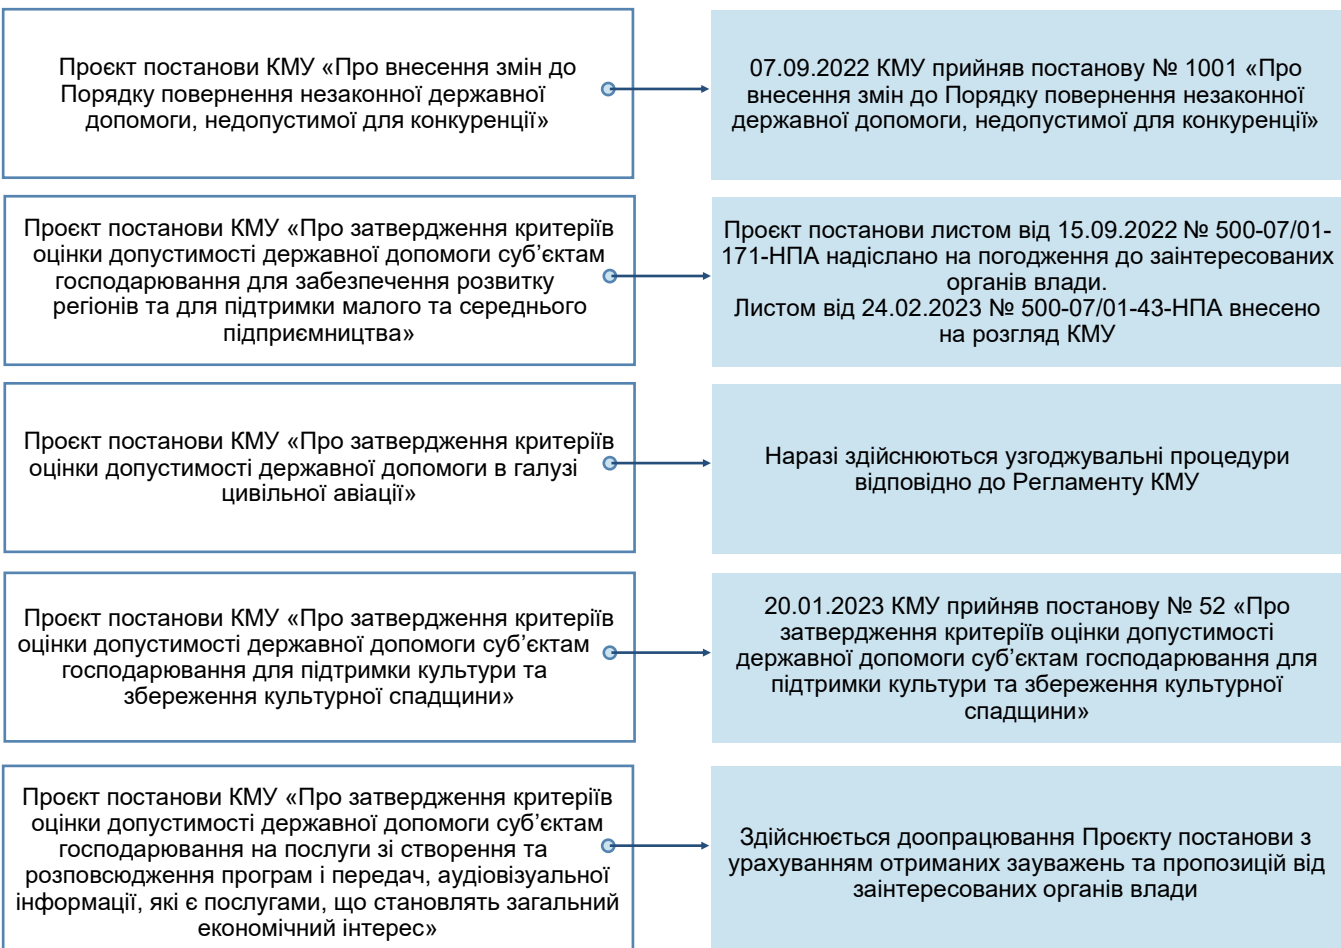 Проєкт постанови КМУ «Про внесення змін до
Порядку повернення незаконної державної
допомоги, недопустимої для конкуренції»
07.09.2022 КМУ прийняв постанову № 1001 «Про
внесення змін до Порядку повернення незаконної
державної допомоги, недопустимої для конкуренції»
Проєкт постанови КМУ «Про затвердження критеріїв
оцінки допустимості державної допомоги суб’єктам
господарювання для забезпечення розвитку
регіонів та для підтримки малого та середнього
підприємництва»
Проєкт постанови листом від 15.09.2022 № 500-07/01-
171-НПА надіслано на погодження до заінтересованих
органів влади.
Листом від 24.02.2023 № 500-07/01-43-НПА внесено
на розгляд КМУ
Проєкт постанови КМУ «Про затвердження критеріїв
оцінки допустимості державної допомоги в галузі
цивільної авіації»
Наразі здійснюються узгоджувальні процедури
відповідно до Регламенту КМУ
Проєкт постанови КМУ «Про затвердження критеріїв
оцінки допустимості державної допомоги суб’єктам
господарювання для підтримки культури та
збереження культурної спадщини»
20.01.2023 КМУ прийняв постанову № 52 «Про
затвердження критеріїв оцінки допустимості
державної допомоги суб’єктам господарювання для
підтримки культури та збереження культурної
спадщини»
Проєкт постанови КМУ «Про затвердження критеріїв
оцінки допустимості державної допомоги суб’єктам
господарювання на послуги зі створення та
розповсюдження програм і передач, аудіовізуальної
інформації, які є послугами, що становлять загальний
економічний інтерес»
Здійснюється доопрацювання Проєкту постанови з
урахуванням отриманих зауважень та пропозицій від
заінтересованих органів влади